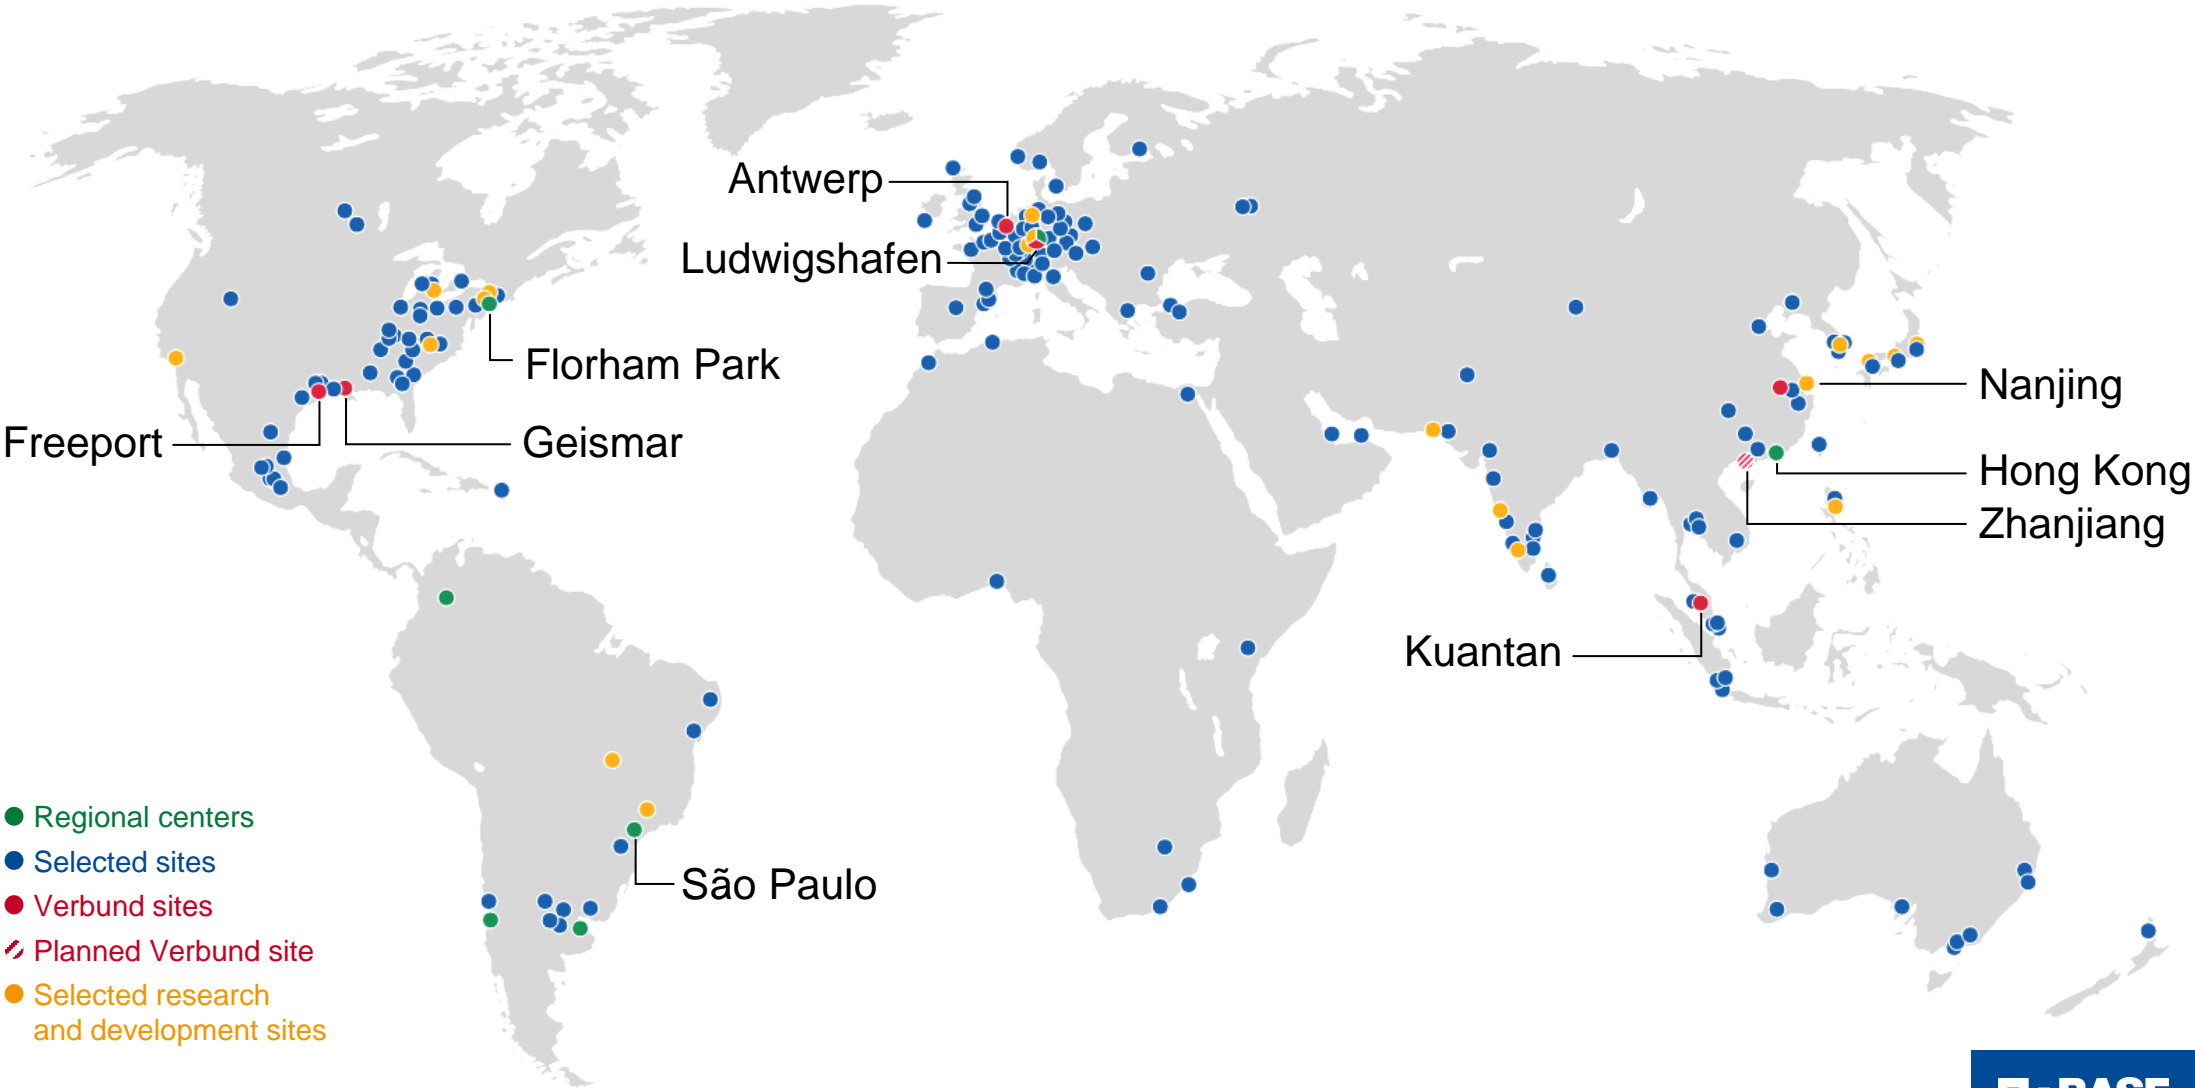 Antwerp
Ludwigshafen
Florham Park
Freeport
Geismar
Nanjing
Hong Kong
Zhanjiang
Kuantan
São Paulo
Regional centers
Selected sites
Verbund sites
Planned Verbund site
Selected research
and development sites
BASF